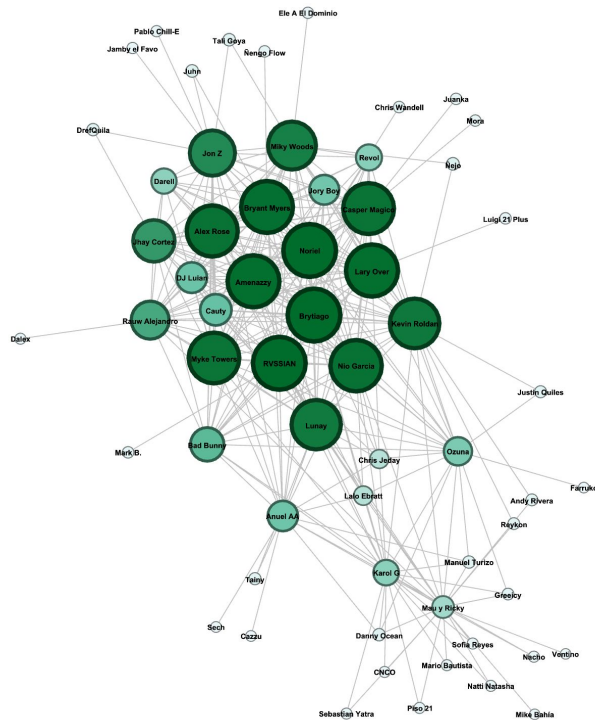 Ele A El Dominio
Pablo Chill-E
Tali Goya
Jamby el Favo
Ñengo Flow
Juhn
Juanka
Chris Wandell
Mora
DrefQuila
Jon Z
Miky Woods
Revol
Ñejo
Darell
Jory Boy
Bryant Myers
Casper Magico
Luigi 21 Plus
Alex Rose
Jhay Cortez
Noriel
Lary Over
DJ Luian
Amenazzy
Cauty
Brytiago
Rauw Alejandro
Kevin Roldan
Dalex
Myke Towers
RVSSIAN
Nio Garcia
Justin Quiles
Lunay
Bad Bunny
Mark B.
Ozuna
Chris Jeday
Farruko
Lalo Ebratt
Andy Rivera
Anuel AA
Reykon
Manuel Turizo
Karol G
Tainy
Greeicy
Mau y Ricky
Sech
Cazzu
Danny Ocean
Sofia Reyes
Nacho
Ventino
Mario Bautista
CNCO
Natti Natasha
Piso 21
Sebastian Yatra
Mike Bahía